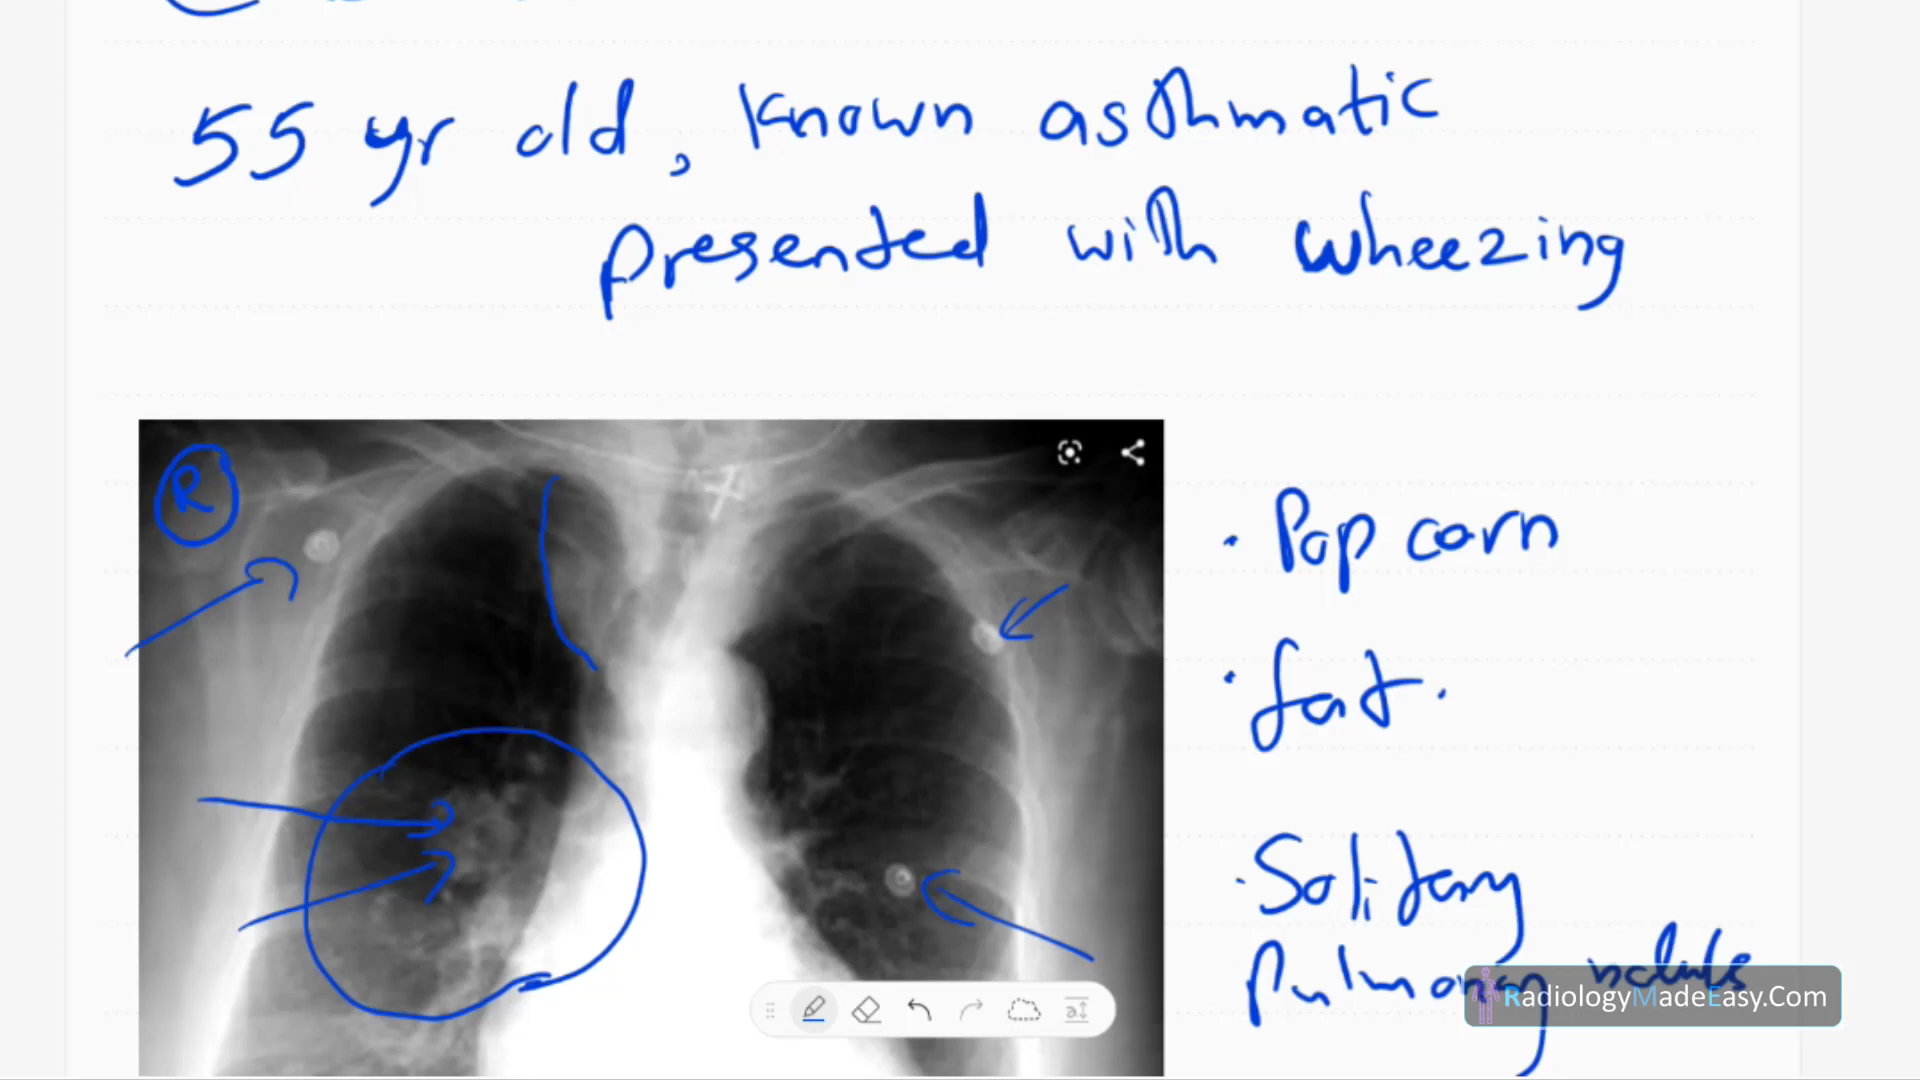 55 yr old, known asthmatic
presented with wheezing
R
· Pop corn
· fat.
· Solitary
pulmonary nodule
RadiologyMadeEasy.Com